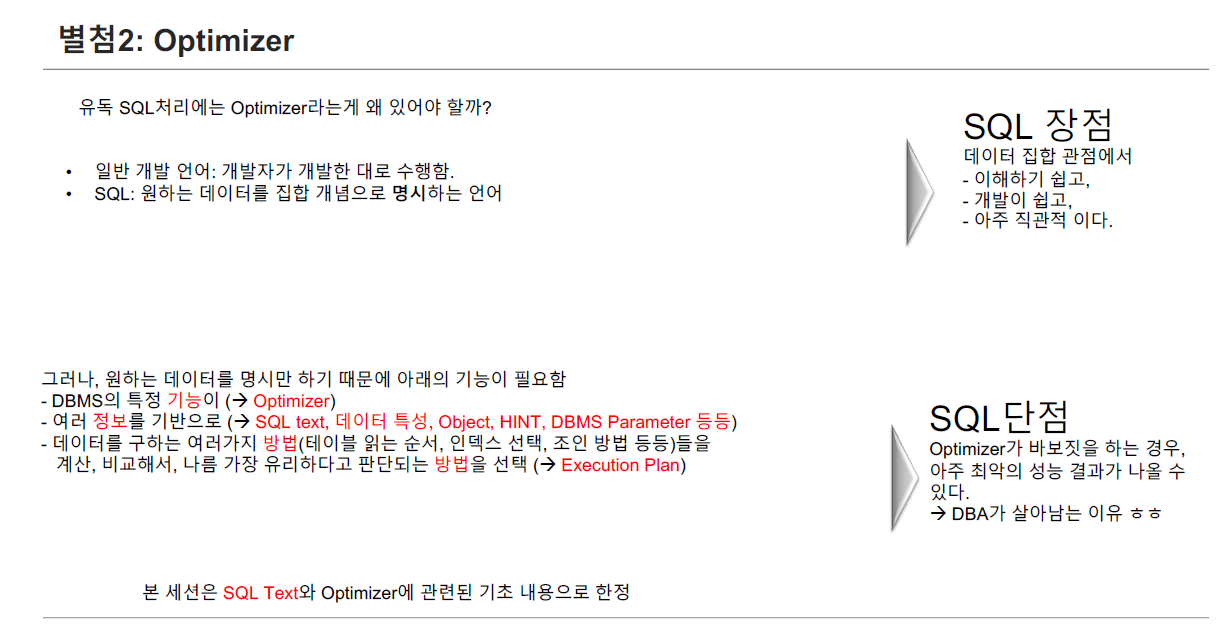 별첨2: Optimizer
유독 SQL처리에는 Optimizer라는게 왜 있어야 할까?
• 일반 개발 언어: 개발자가 개발한 대로 수행함.
• SQL: 원하는 데이터를 집합 개념으로 명시하는 언어
SQL 장점
데이터 집합 관점에서
- 이해하기 쉽고,
- 개발이 쉽고,
- 아주 직관적 이다.
그러나, 원하는 데이터를 명시만 하기 때문에 아래의 기능이 필요함
- DBMS의 특정 기능이 (→ Optimizer)
- 여러 정보를 기반으로 (→ SQL text, 데이터 특성, Object, HINT, DBMS Parameter 등등)
- 데이터를 구하는 여러가지 방법(테이블 읽는 순서, 인덱스 선택, 조인 방법 등등)들을
계산, 비교해서, 나름 가장 유리하다고 판단되는 방법을 선택 (→ Execution Plan)
SQL단점
Optimizer가 바보짓을 하는 경우,
아주 최악의 성능 결과가 나올 수
있다.
→ DBA가 살아남는 이유 ㅎㅎ
본 세션은 SQL Text와 Optimizer에 관련된 기초 내용으로 한정